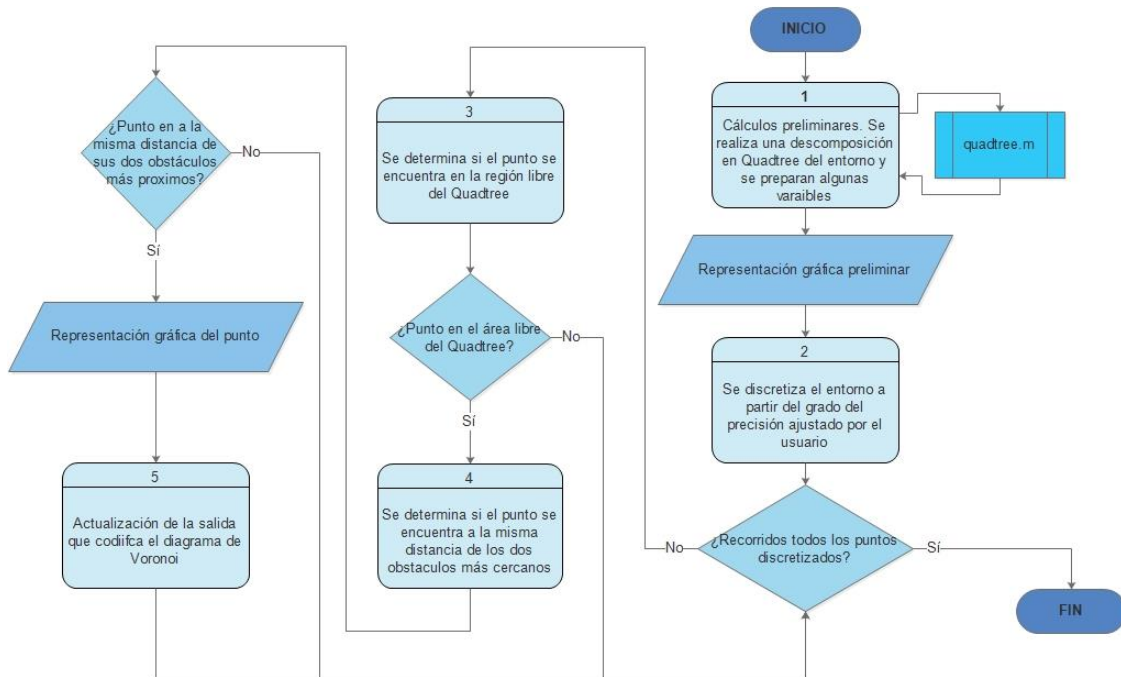 INICIO
1
Cálculos preliminares. Se
realiza una descomposición
en Quadtree del entorno y
se preparan algunas
varaibles
quadtree.m
Representación gráfica preliminar
2
Se discretiza el entorno a
partir del grado del
precisión ajustado por el
usuario
¿Recorridos todos los puntos
discretizados?
Sí
FIN
No
3
Se determina si el punto se
encuentra en la región libre
del Quadtree
¿Punto en el área libre
del Quadtree?
No
Sí
4
Se determina si el punto se
encuentra a la misma
distancia de los dos
obstaculos más cercanos
¿Punto en a la
misma distancia de
sus dos obstáculos
más proximos?
No
Sí
Representación gráfica del punto
5
Actualización de la salida
que codiifca el diagrama de
Voronoi